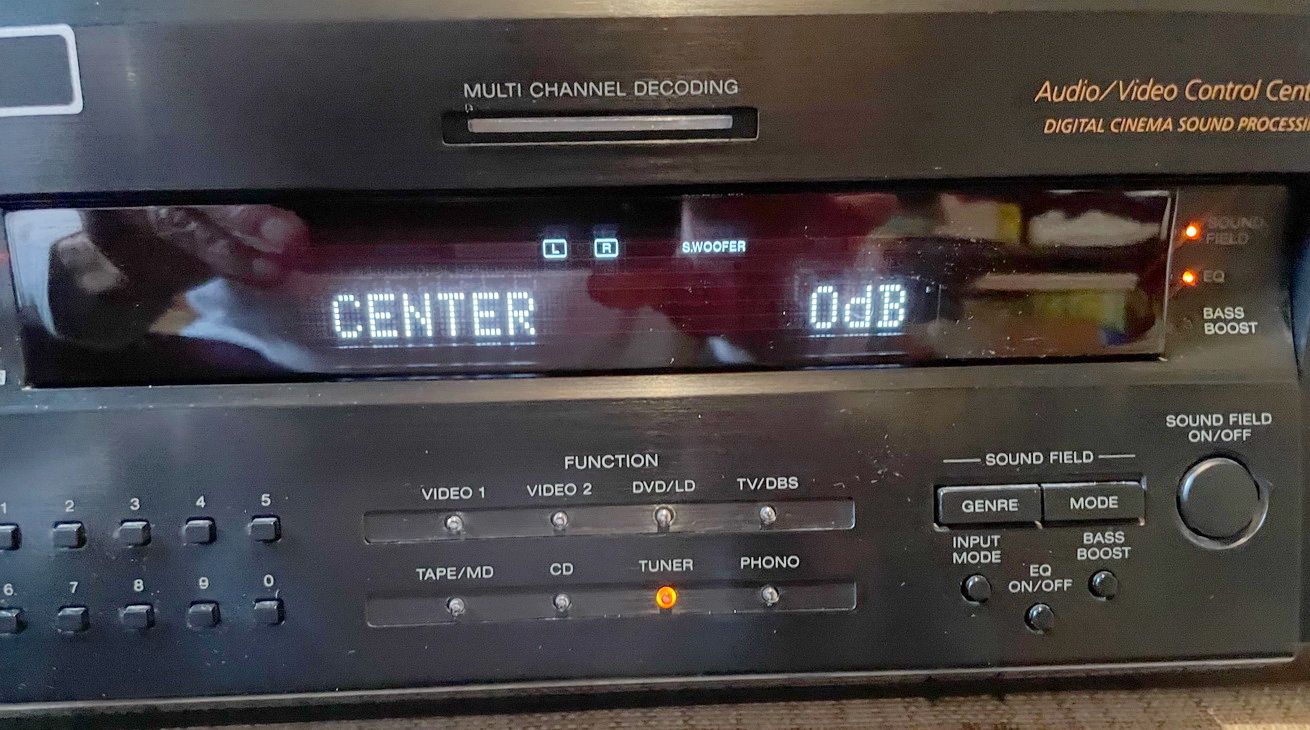 MULTI CHANNEL DECODING
Audio/Video Control Cent
DIGITAL CINEMA SOUND PROCESSI
L R S.WOOFER
SOUND
FIELD
CENTER 0dB
EQ
BASS
BOOST
SOUND FIELD
ON/OFF
FUNCTION
VIDEO 1 VIDEO 2 DVD/LD TV/DBS
SOUND FIELD
GENRE MODE
1 2 3 4 5
INPUT
MODE
BASS
BOOST
TAPE/MD CD TUNER PHONO
EQ
ON/OFF
6 7 8 9 0